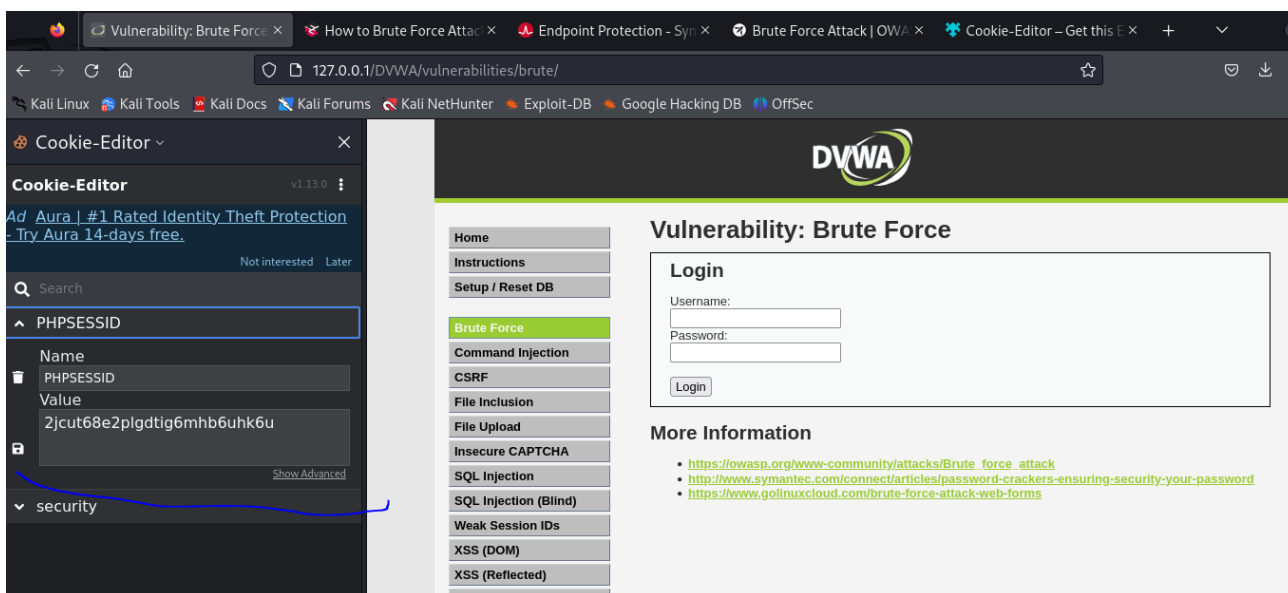 Vulnerability: Brute Force
How to Brute Force Attac
Endpoint Protection - Sym
Brute Force Attack | OWA
Cookie-Editor – Get this E
127.0.0.1/DVWA/vulnerabilities/brute/
Kali Linux Kali Tools Kali Docs Kali Forums Kali NetHunter Exploit-DB Google Hacking DB OffSec
Cookie-Editor
Cookie-Editor v1.13.0
Ad Aura | #1 Rated Identity Theft Protection
- Try Aura 14-days free.
Not interested Later
Search
PHPSESSID
Name
PHPSESSID
Value
2jcut68e2plgdtig6mhb6uhk6u
Show Advanced
security
DVWA
Home
Instructions
Setup / Reset DB
Brute Force
Command Injection
CSRF
File Inclusion
File Upload
Insecure CAPTCHA
SQL Injection
SQL Injection (Blind)
Weak Session IDs
XSS (DOM)
XSS (Reflected)
Vulnerability: Brute Force
Login
Username:
Password:
Login
More Information
https://owasp.org/www-community/attacks/Brute_force_attack
http://www.symantec.com/connect/articles/password-crackers-ensuring-security-your-password
https://www.golinuxcloud.com/brute-force-attack-web-forms